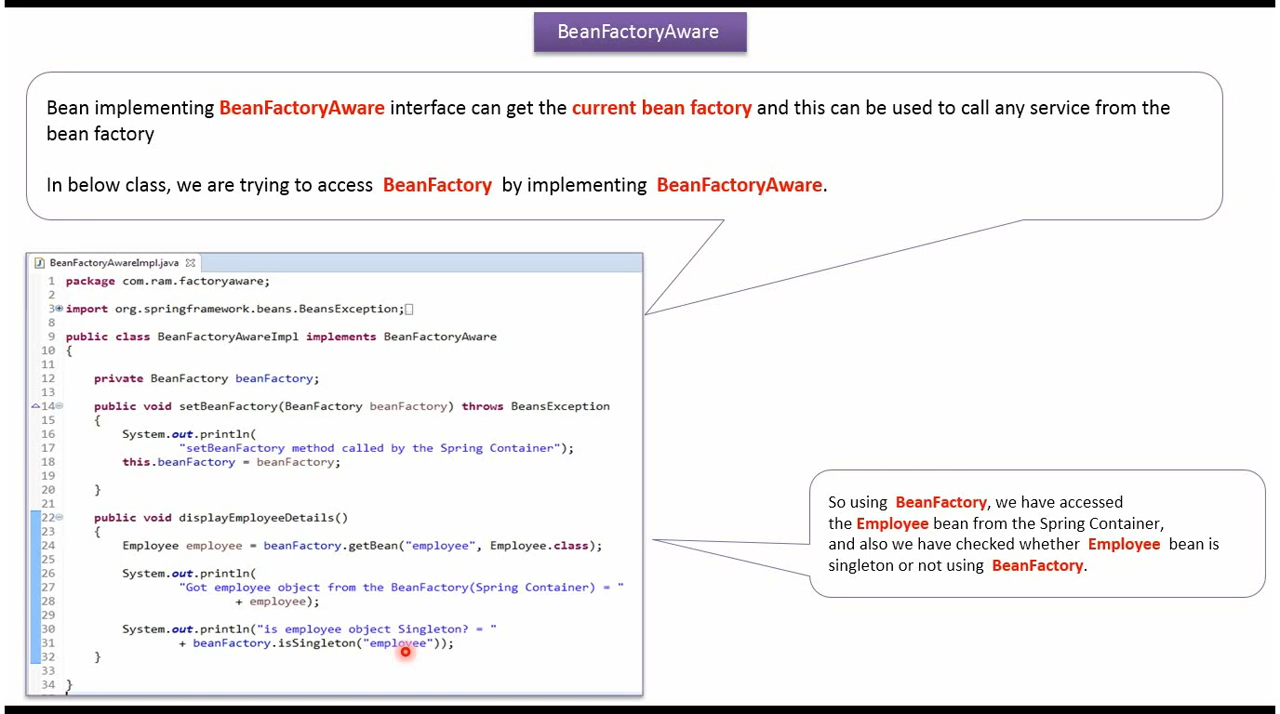 BeanFactoryAware
Bean implementing BeanFactoryAware interface can get the current bean factory and this can be used to call any service from the
bean factory
In below class, we are trying to access BeanFactory by implementing BeanFactoryAware.
BeanFactoryAwareImpl.java
1 package com.ram.factoryaware;
2
3 import org.springframework.beans.BeansException;
8
9 public class BeanFactoryAwareImpl implements BeanFactoryAware
10 {
11
12 private BeanFactory beanFactory;
13
14 public void setBeanFactory(BeanFactory beanFactory) throws BeansException
15 {
16 System.out.println(
17 "setBeanFactory method called by the Spring Container");
18 this.beanFactory = beanFactory;
19
20 }
21
22 public void displayEmployeeDetails()
23 {
24 Employee employee = beanFactory.getBean("employee", Employee.class);
25
26 System.out.println(
27 "Got employee object from the BeanFactory(Spring Container) = "
28 + employee);
29
30 System.out.println("is employee object Singleton? = "
31 + beanFactory.isSingleton("employee"));
32 }
33
34 }
So using BeanFactory, we have accessed
the Employee bean from the Spring Container,
and also we have checked whether Employee bean is
singleton or not using BeanFactory.